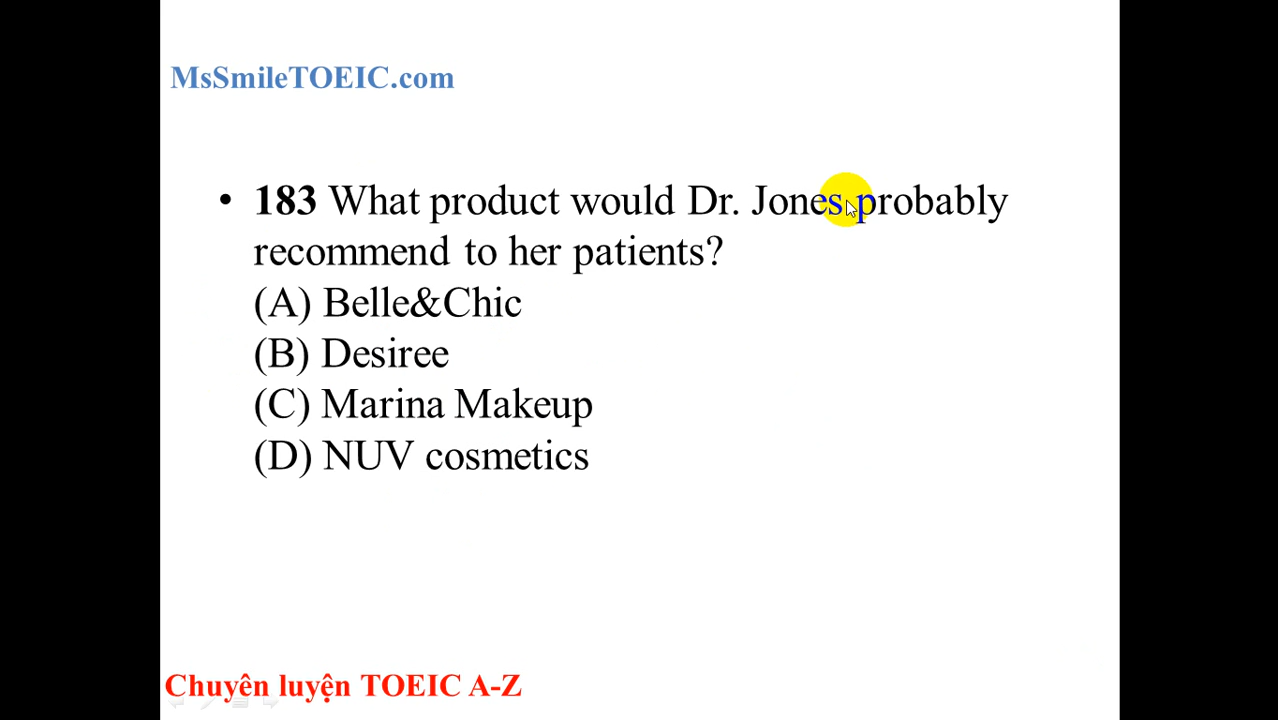 MsSmileTOEIC.com
• 183 What product would Dr. Jones probably
recommend to her patients?
(A) Belle&Chic
(B) Desiree
(C) Marina Makeup
(D) NUV cosmetics
Chuyên luyện TOEIC A-Z